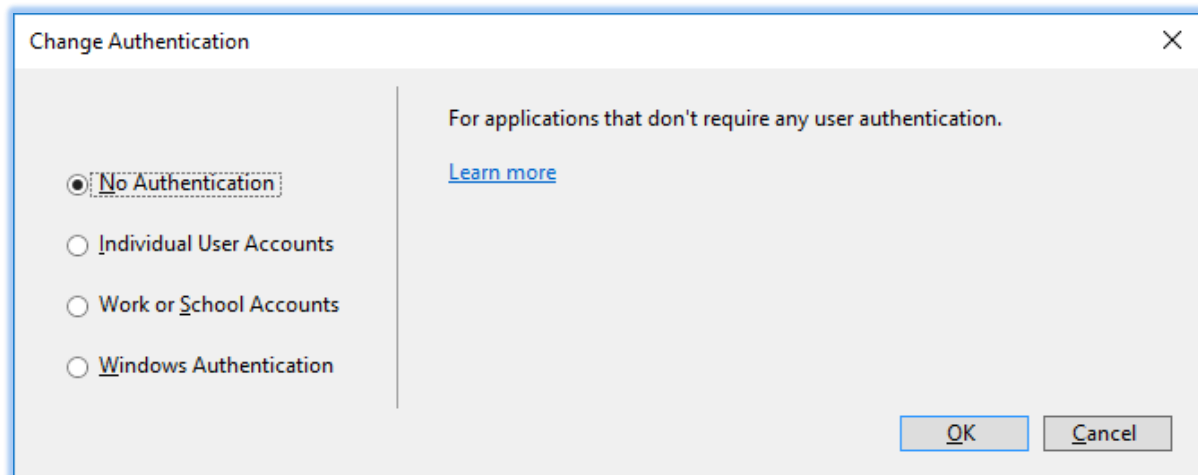 Change Authentication
For applications that don't require any user authentication.
Learn more
No Authentication
Individual User Accounts
Work or School Accounts
Windows Authentication
OK
Cancel